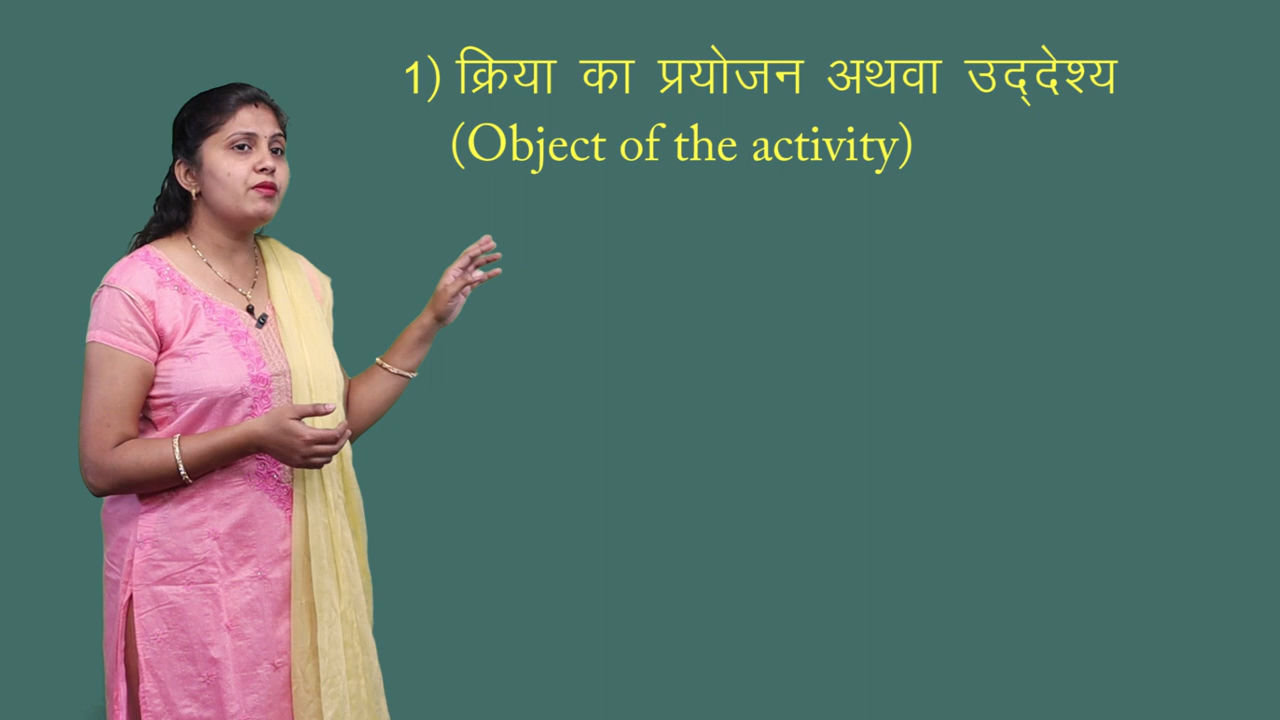 1) क्रिया का प्रयोजन अथवा उद्‌देश्य
(Object of the activity)